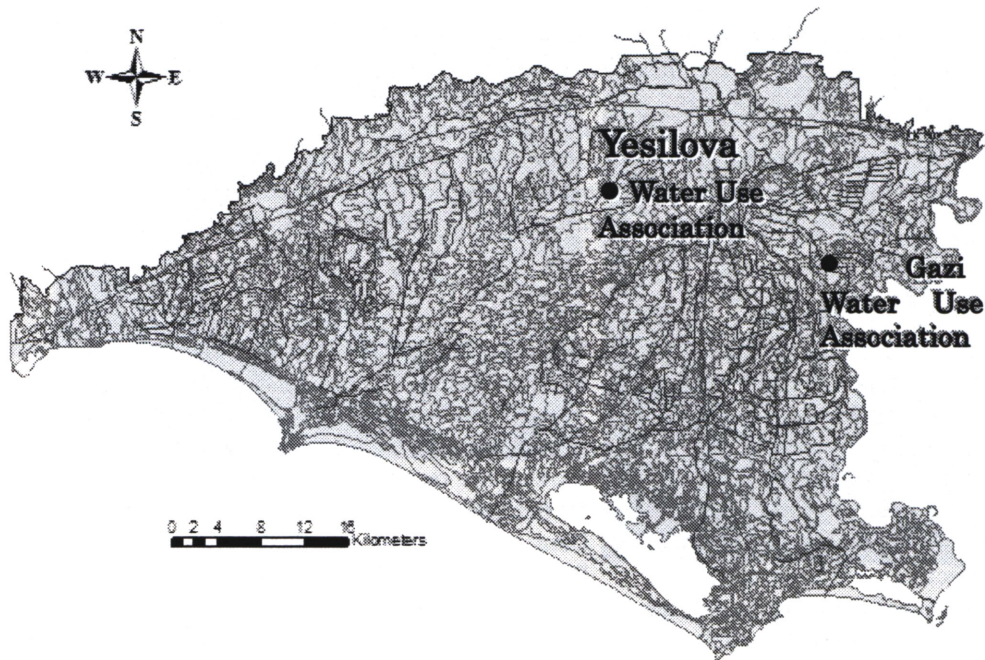 N
W E
S
Yesilova
Water Use
Association
Gazi
Water Use
Association
0 2 4 8 12 16
Kilometers